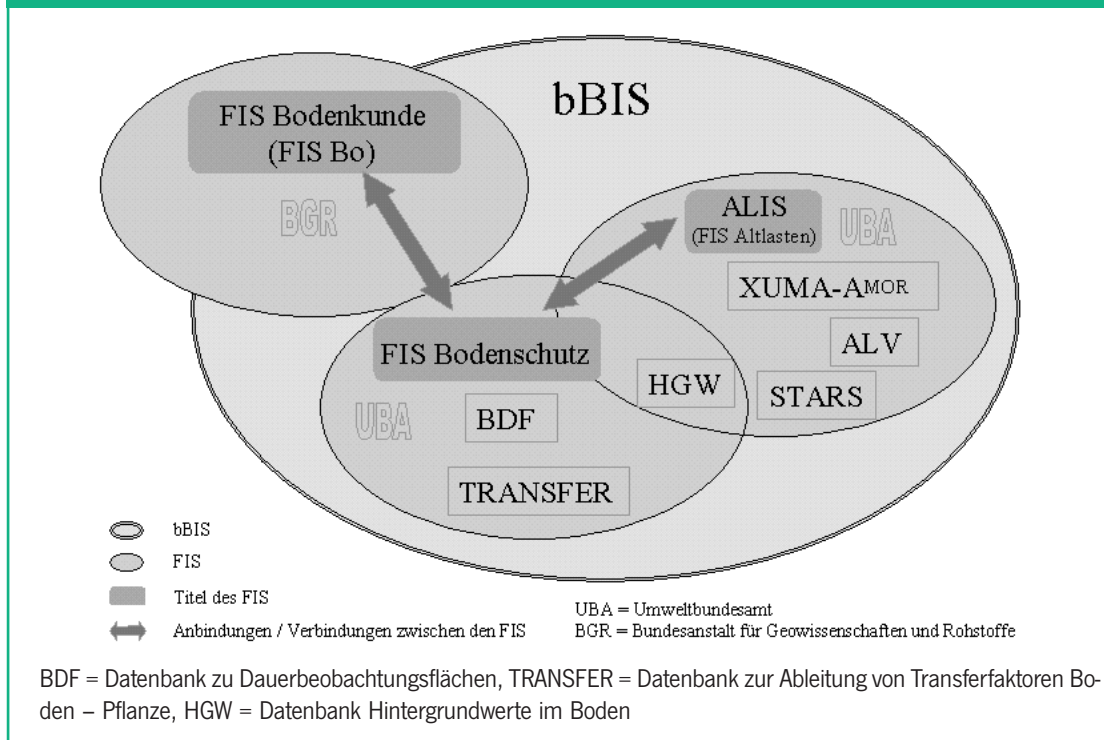 bBIS
FIS Bodenkunde
(FIS Bo)
BGR
ALIS
(FIS Altlasten)
UBA
XUMA-AMOR
ALV
STARS
HGW
FIS Bodenschutz
UBA
BDF
TRANSFER
bBIS
FIS
Titel des FIS
Anbindungen / Verbindungen zwischen den FIS
UBA = Umweltbundesamt
BGR = Bundesanstalt für Geowissenschaften und Rohstoffe
BDF = Datenbank zu Dauerbeobachtungsflächen, TRANSFER = Datenbank zur Ableitung von Transferfaktoren Bo-
den – Pflanze, HGW = Datenbank Hintergrundwerte im Boden